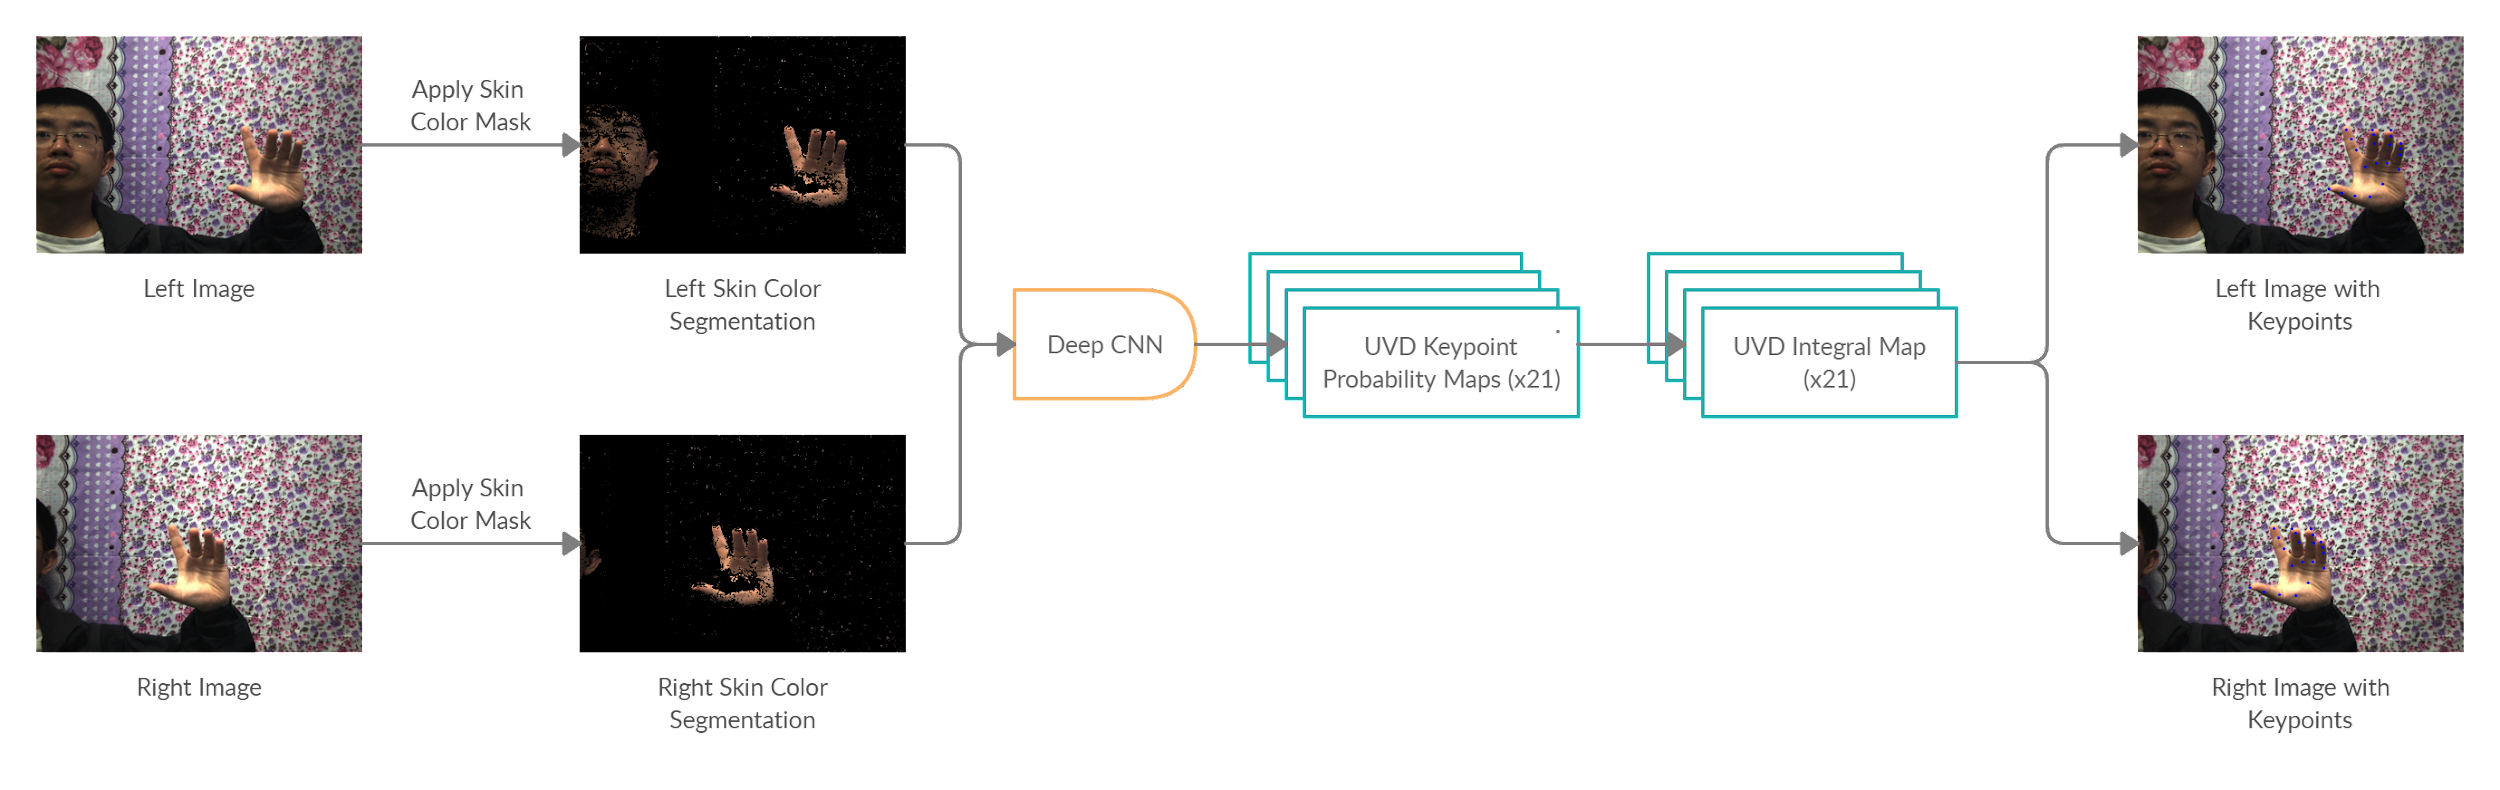 Apply Skin
Color Mask
Left Image
Left Skin Color
Segmentation
Apply Skin
Color Mask
Right Image
Right Skin Color
Segmentation
Deep CNN
UVD Keypoint
Probability Maps (x21)
UVD Integral Map
(x21)
Left Image with
Keypoints
Right Image with
Keypoints